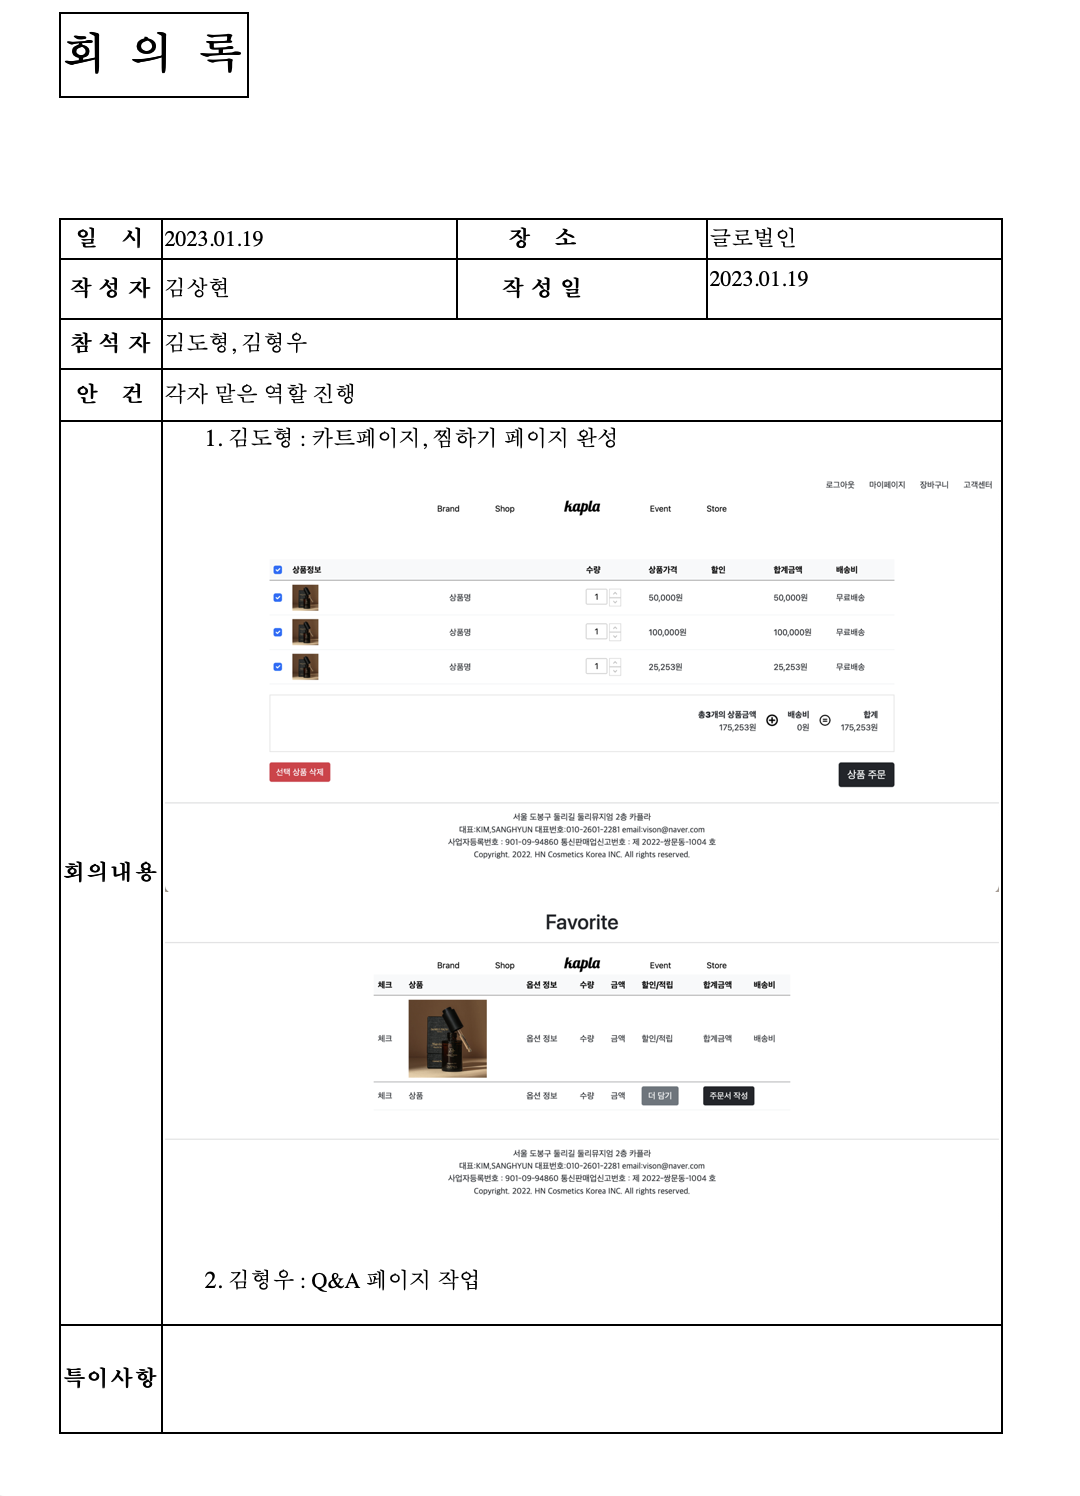 회 의 록
일 시 2023.01.19 장 소 글로벌인
작 성 자 김상현 작 성 일 2023.01.19
참 석 자 김도형, 김형우
안 건 각자 맡은 역할 진행
회의내용
1. 김도형 : 카트페이지, 찜하기 페이지 완성
로그아웃 마이페이지 장바구니 고객센터
Brand Shop kapla Event Store
상품정보 수량 상품가격 할인 합계금액 배송비
상품명 1 50,000원 50,000원 무료배송
상품명 1 100,000원 100,000원 무료배송
상품명 1 25,253원 25,253원 무료배송
총3개의 상품금액 배송비 합계
175,253원 0원 175,253원
선택 상품 삭제 상품 주문
서울 도봉구 둘리길 둘리뮤지엄 2층 카플라
대표:KIM,SANGHYUN 대표번호:010-2601-2281 email:vison@naver.com
사업자등록번호 : 901-09-94860 통신판매업신고번호 : 제 2022-쌍문동-1004 호
Copyright. 2022. HN Cosmetics Korea INC. All rights reserved.
Favorite
Brand Shop kapla Event Store
체크 상품 옵션 정보 수량 금액 할인/적립 합계금액 배송비
체크 옵션 정보 수량 금액 할인/적립 합계금액 배송비
체크 상품 옵션 정보 수량 금액 더 담기 주문서 작성
서울 도봉구 둘리길 둘리뮤지엄 2층 카플라
대표:KIM,SANGHYUN 대표번호:010-2601-2281 email:vison@naver.com
사업자등록번호 : 901-09-94860 통신판매업신고번호 : 제 2022-쌍문동-1004 호
Copyright. 2022. HN Cosmetics Korea INC. All rights reserved.
2. 김형우 : Q&A 페이지 작업
특이사항